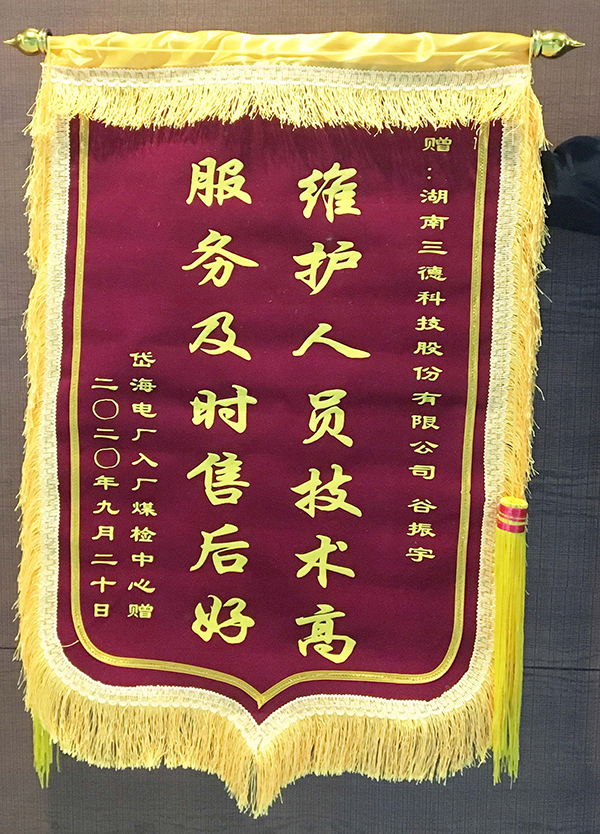 赠：湖南三德科技股份有限公司 谷振宇
维护人员技术高
服务及时售后好
岱海电厂入厂煤检中心赠
二〇二〇年九月二十日